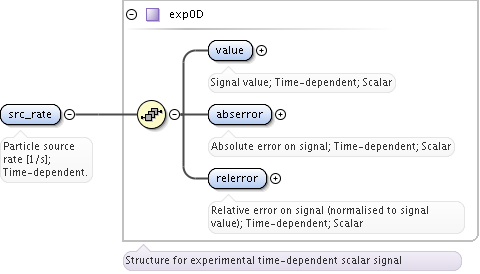 exp0D
value
Signal value; Time-dependent; Scalar
src_rate
abserror
Particle source
rate [1/s];
Time-dependent.
Absolute error on signal; Time-dependent; Scalar
relerror
Relative error on signal (normalised to signal
value); Time-dependent; Scalar
Structure for experimental time-dependent scalar signal